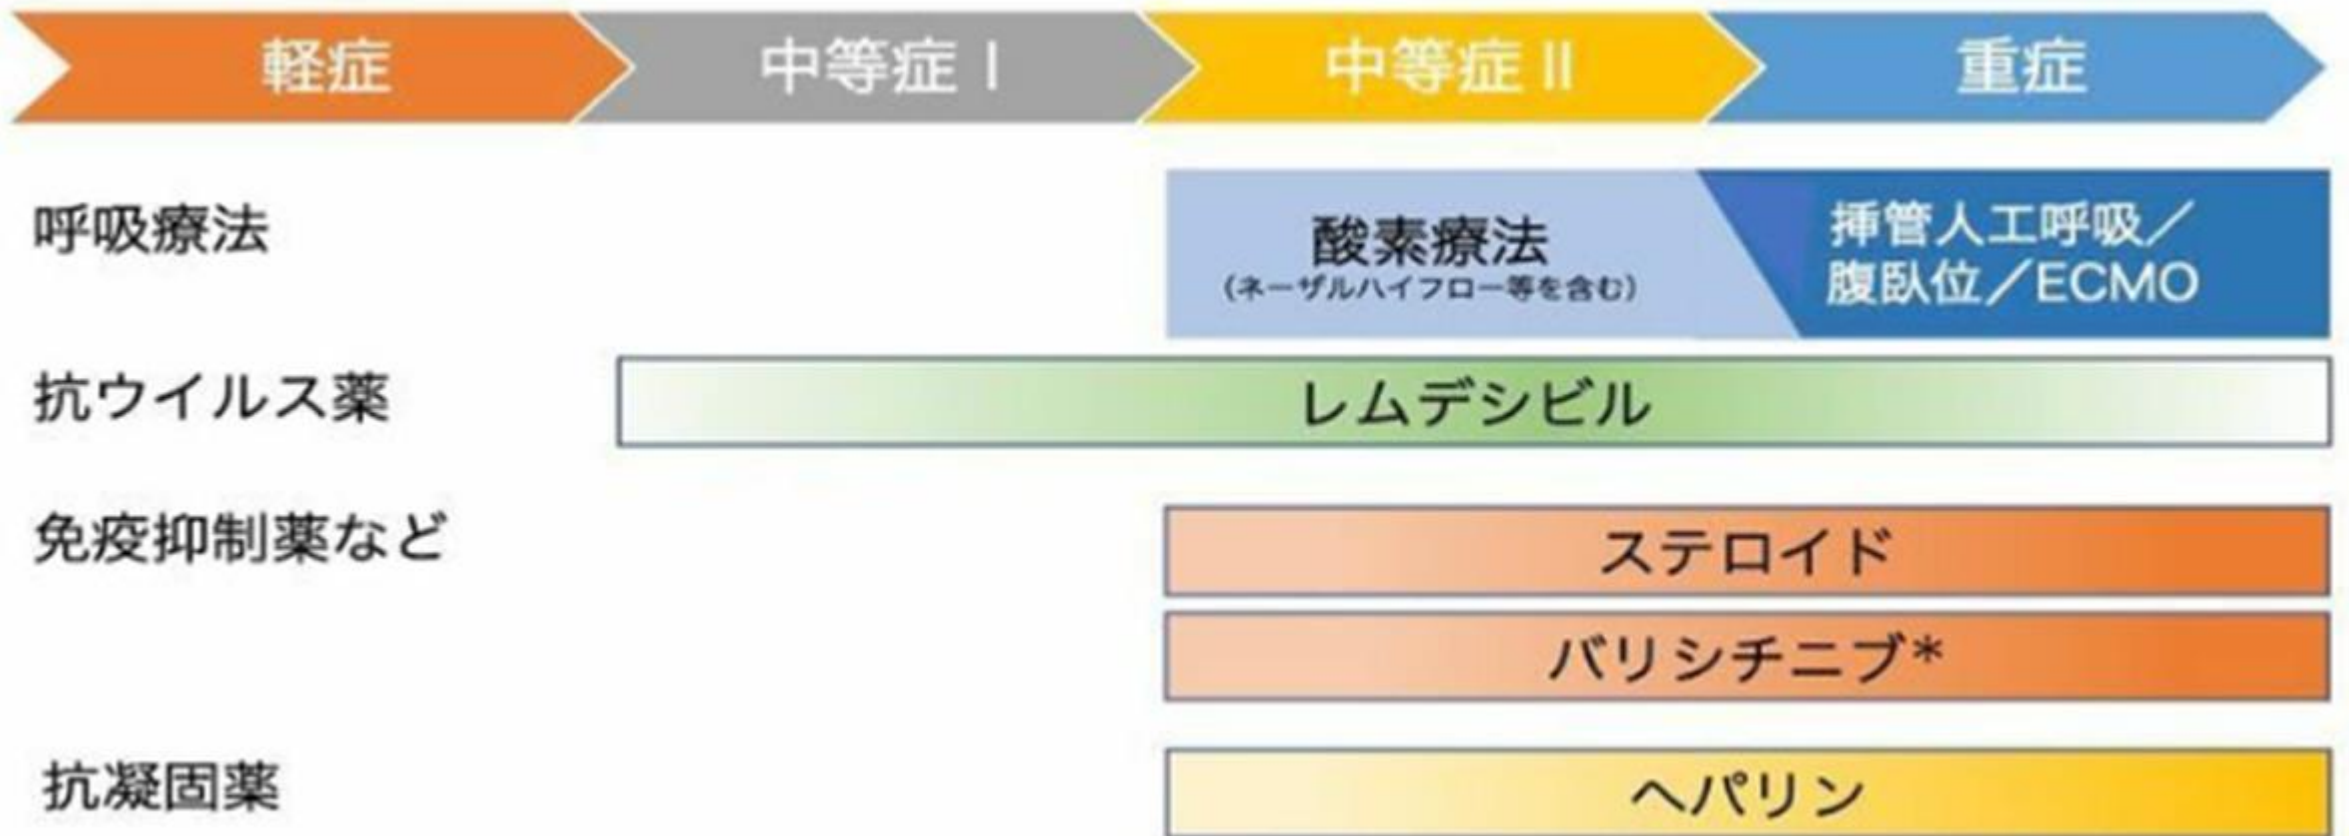 軽症
中等症 I
中等症 II
重症
呼吸療法
酸素療法
（ネーザルハイフロー等を含む）
挿管人工呼吸／
腹臥位／ECMO
抗ウイルス薬
レムデシビル
免疫抑制薬など
ステロイド
バリシチニブ*
抗凝固薬
ヘパリン